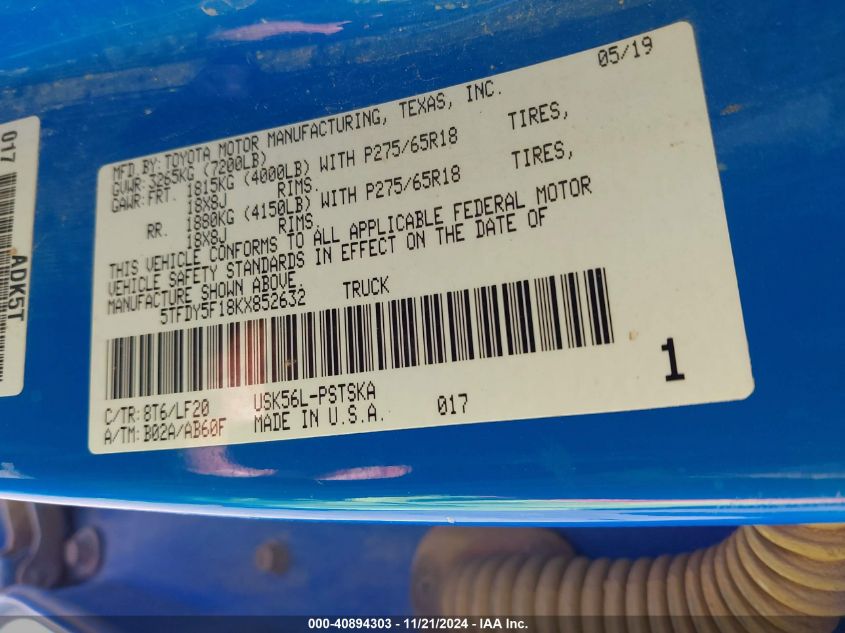 017
ADK5T
05/19
MFD.BY: TOYOTA MOTOR MANUFACTURING, TEXAS, INC.
GVWR: 3265KG (7200LB)
GAWR: FRT. 1815KG (4000LB) WITH P275/65R18 TIRES,
18X8J RIMS.
RR. 1880KG (4150LB) WITH P275/65R18 TIRES,
18X8J RIMS.
THIS VEHICLE CONFORMS TO ALL APPLICABLE FEDERAL MOTOR
VEHICLE SAFETY STANDARDS IN EFFECT ON THE DATE OF
MANUFACTURE SHOWN ABOVE.
5TFDY5F18KX852632 TRUCK
1
C/TR: 8T6/LF20 USK56L-PSTSKA
A/TM: B02A/AB60F MADE IN U.S.A. 017
000-40894303 - 11/21/2024 - IAA Inc.